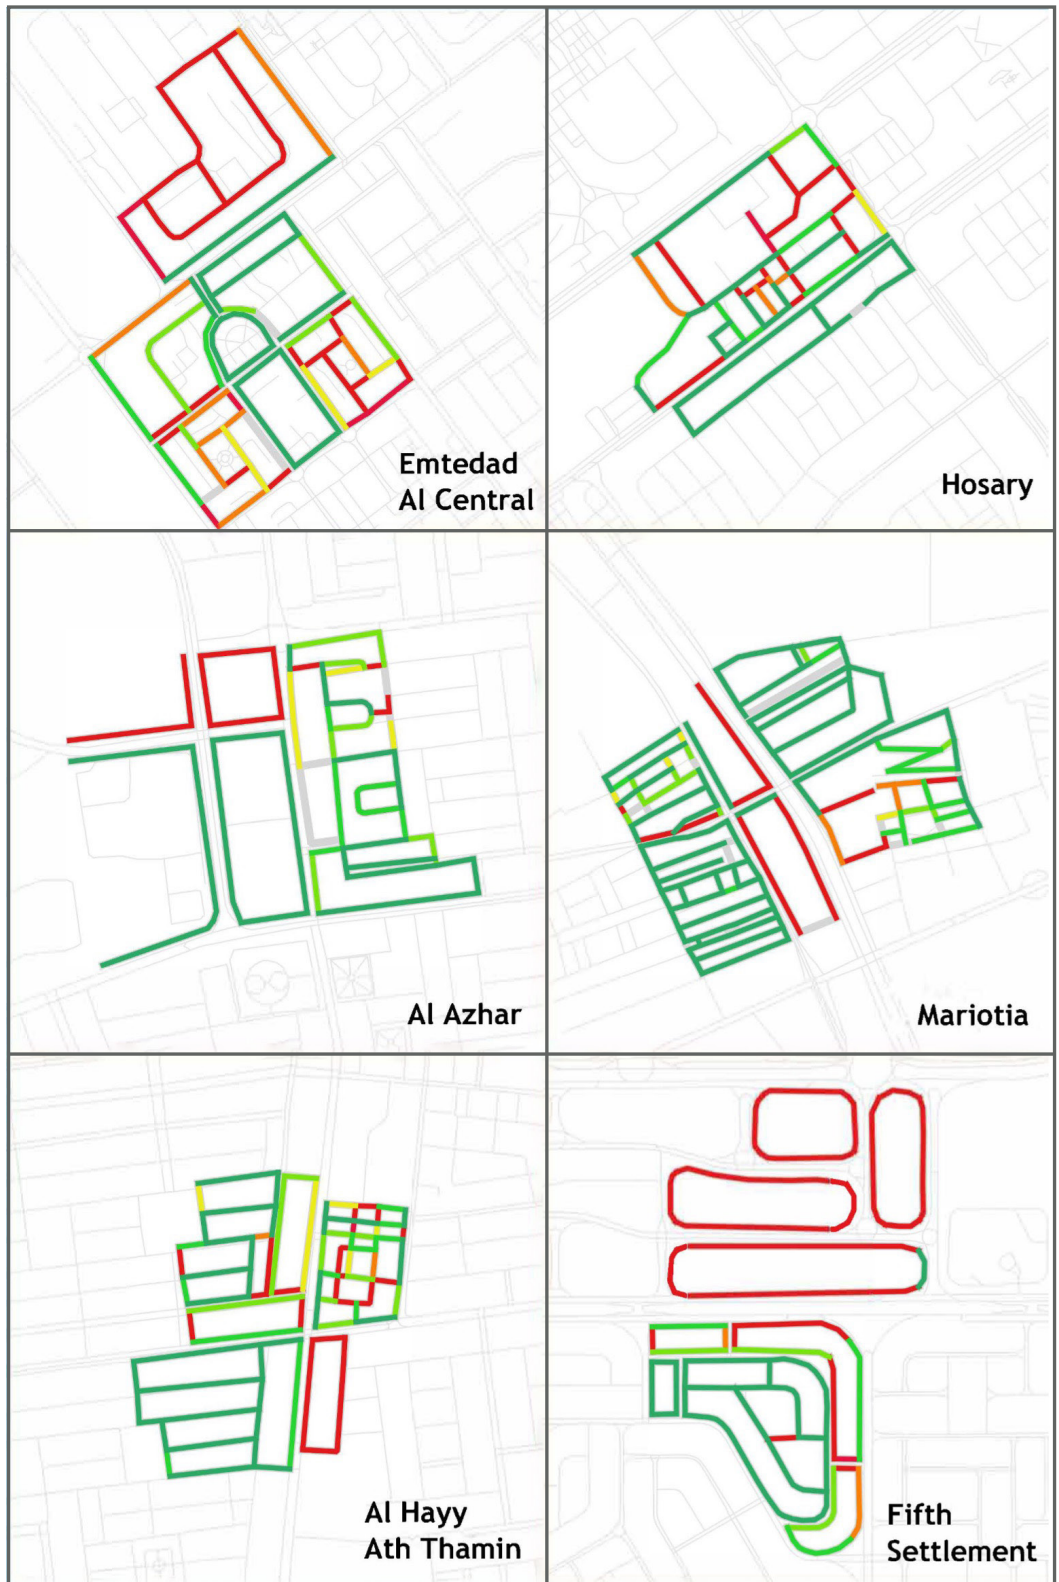 Emtedad
Al Central
Hosary
Al Azhar
Mariotia
Al Hayy
Ath Thamin
Fifth
Settlement